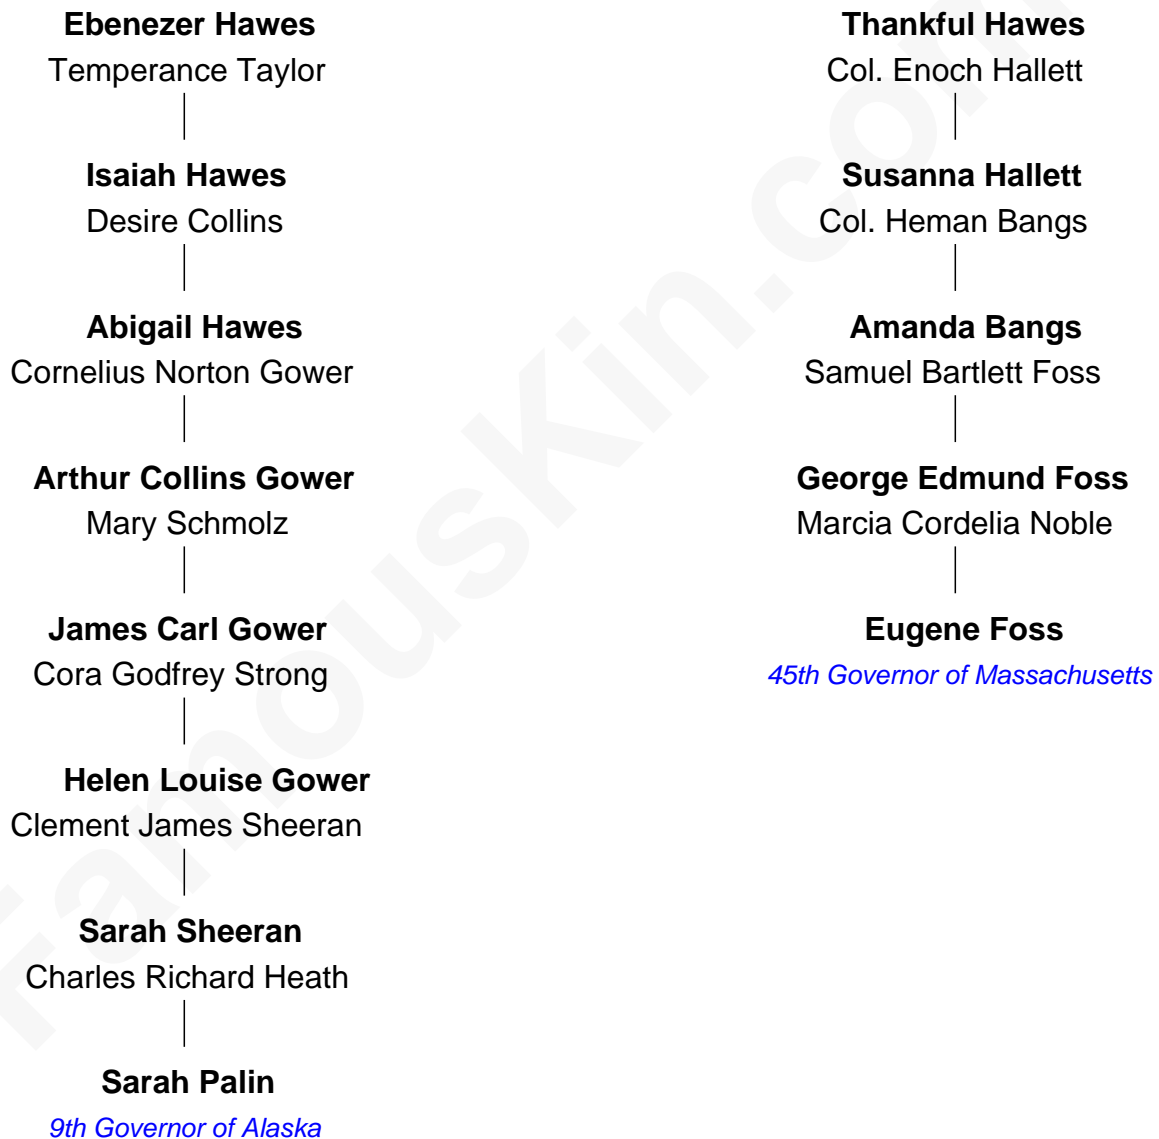 Ebenezer Hawes
Temperance Taylor
Isaiah Hawes
Desire Collins
Abigail Hawes
Cornelius Norton Gower
Arthur Collins Gower
Mary Schmolz
James Carl Gower
Cora Godfrey Strong
Helen Louise Gower
Clement James Sheeran
Sarah Sheeran
Charles Richard Heath
Sarah Palin
9th Governor of Alaska
Thankful Hawes
Col. Enoch Hallett
Susanna Hallett
Col. Heman Bangs
Amanda Bangs
Samuel Bartlett Foss
George Edmund Foss
Marcia Cordelia Noble
Eugene Foss
45th Governor of Massachusetts
FamousKin.com